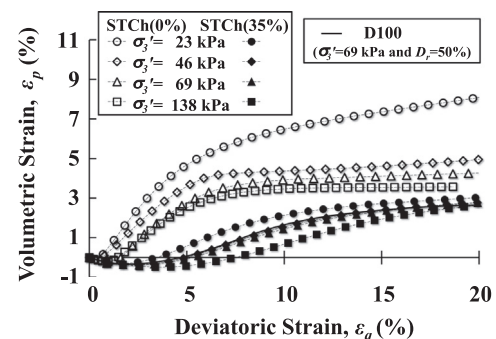 STCh(0%) STCh(35%)
σ₃'= 23 kPa
σ₃'= 46 kPa
σ₃'= 69 kPa
σ₃'= 138 kPa
D100
(σ₃'=69 kPa and Dᵣ=50%)
Volumetric Strain, εₚ (%)
11
9
7
5
3
1
-1
0 5 10 15 20
Deviatoric Strain, ε_q (%)